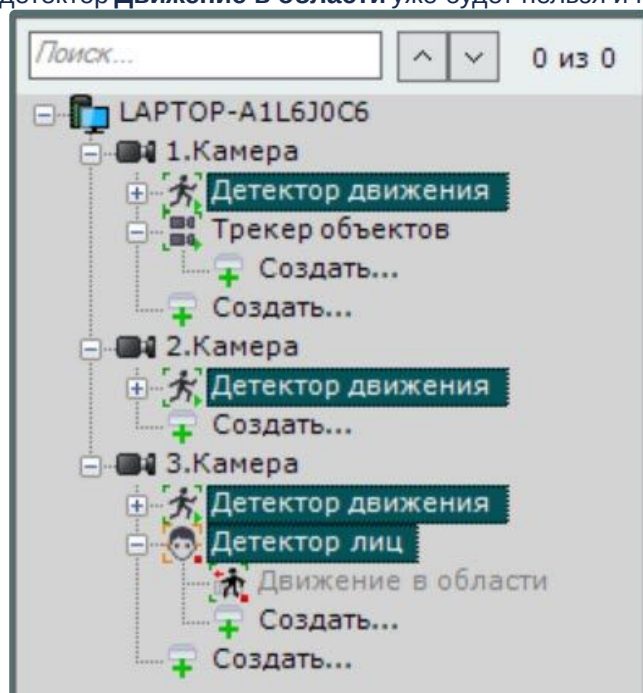 детектор Движение в области уже будет нельзя и
Поиск...
0 из 0
LAPTOP-A1L6J0C6
1.Камера
Детектор движения
Трекер объектов
Создать...
Создать...
2.Камера
Детектор движения
Создать...
3.Камера
Детектор движения
Детектор лиц
Движение в области
Создать...
Создать...